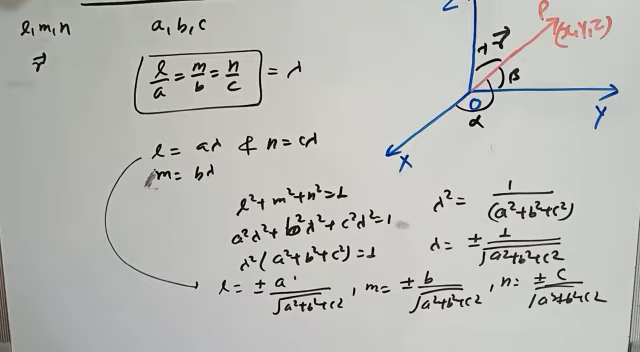 l, m, n a, b, c
r⃗
l/a = m/b = n/c = λ
Z
P
(x,y,z)
r⃗
β
O
α
Y
X
l = aλ & n = cλ
m = bλ
l²+m²+n²=1
a²λ²+b²λ²+c²λ²=1
λ²(a²+b²+c²)=1
λ² = 1/(a²+b²+c²)
λ = ± 1/√a²+b²+c²
l = ± a/√a²+b²+c² , m = ± b/√a²+b²+c² , n = ± c/√a²+b²+c²